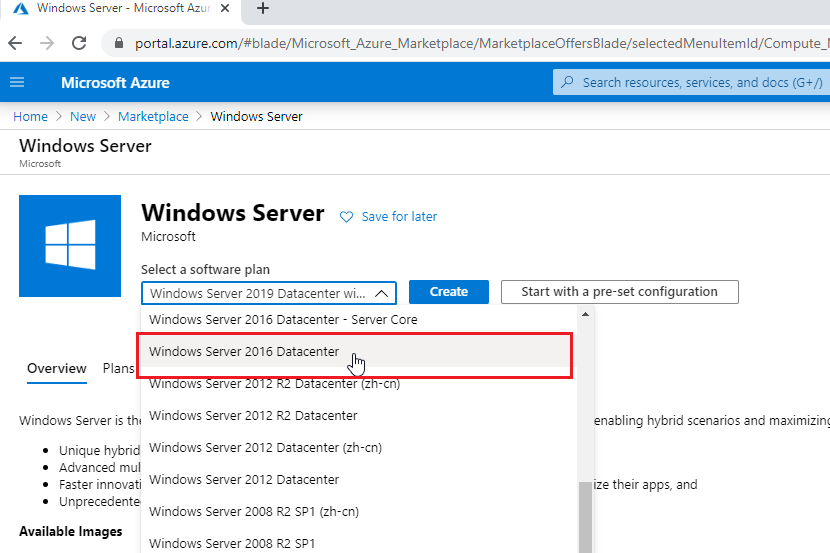 Windows Server - Microsoft Azur
portal.azure.com/#blade/Microsoft_Azure_Marketplace/MarketplaceOffersBlade/selectedMenuItemId/Compute_
Microsoft Azure
Search resources, services, and docs (G+/)
Home > New > Marketplace > Windows Server
Windows Server
Microsoft
Windows Server Save for later
Microsoft
Select a software plan
Windows Server 2019 Datacenter wi... Create Start with a pre-set configuration
Windows Server 2016 Datacenter - Server Core
Windows Server 2016 Datacenter
Windows Server 2012 R2 Datacenter (zh-cn)
Windows Server 2012 R2 Datacenter
Windows Server 2012 Datacenter (zh-cn)
Windows Server 2012 Datacenter
Windows Server 2008 R2 SP1 (zh-cn)
Windows Server 2008 R2 SP1
Overview Plans
Windows Server is the enabling hybrid scenarios and maximizing
• Unique hybrid
• Advanced mul
• Faster innovati ize their apps, and
• Unprecedente
Available Images